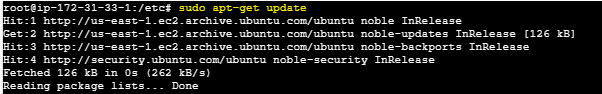 root@ip-172-31-33-1:/etc# sudo apt-get update
Hit:1 http://us-east-1.ec2.archive.ubuntu.com/ubuntu noble InRelease
Get:2 http://us-east-1.ec2.archive.ubuntu.com/ubuntu noble-updates InRelease [126 kB]
Hit:3 http://us-east-1.ec2.archive.ubuntu.com/ubuntu noble-backports InRelease
Hit:4 http://security.ubuntu.com/ubuntu noble-security InRelease
Fetched 126 kB in 0s (262 kB/s)
Reading package lists... Done